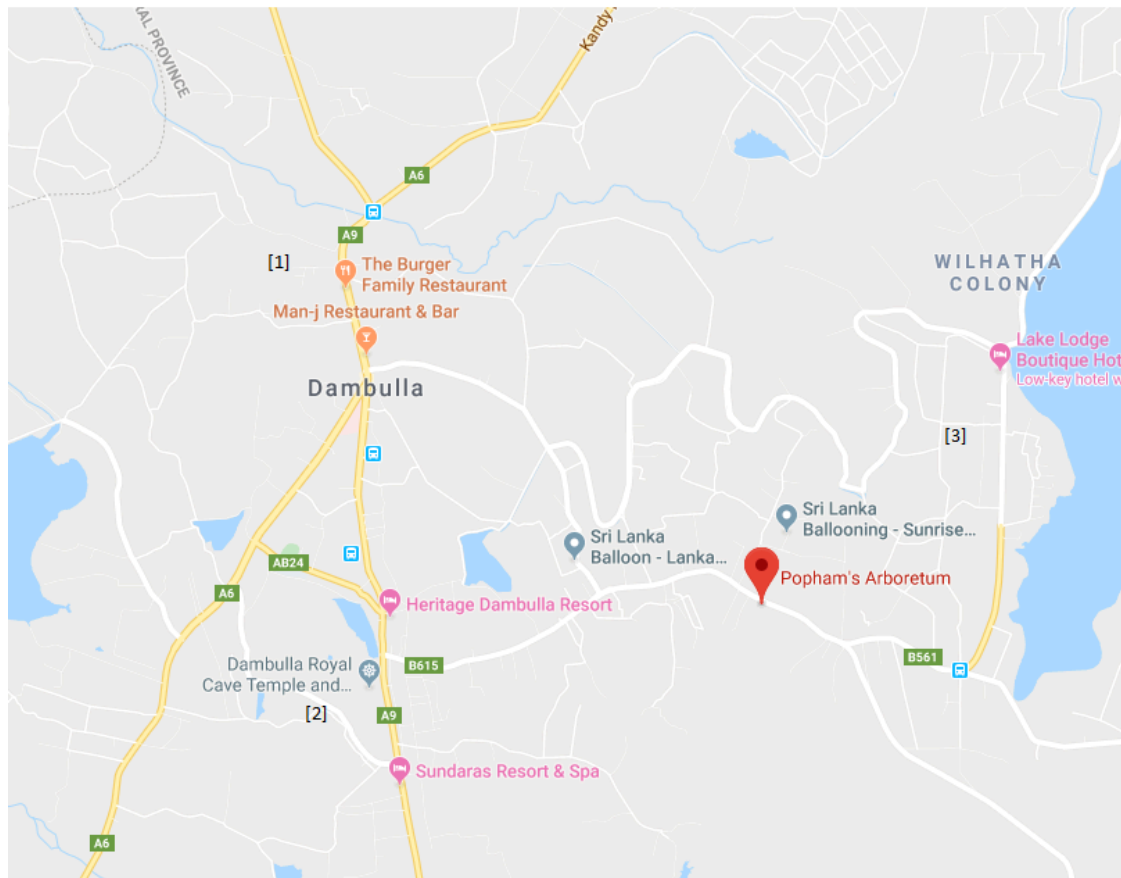 RAL PROVINCE
Kandy
A6
A9
[1]
The Burger
Family Restaurant
Man-j Restaurant & Bar
Dambulla
WILHATHA
COLONY
Lake Lodge
Boutique Hot
Low-key hotel w
[3]
Sri Lanka
Ballooning - Sunrise...
Sri Lanka
Balloon - Lanka...
Popham's Arboretum
AB24
A6
Heritage Dambulla Resort
B561
Dambulla Royal
Cave Temple and...
B615
[2]
A9
Sundaras Resort & Spa
A6